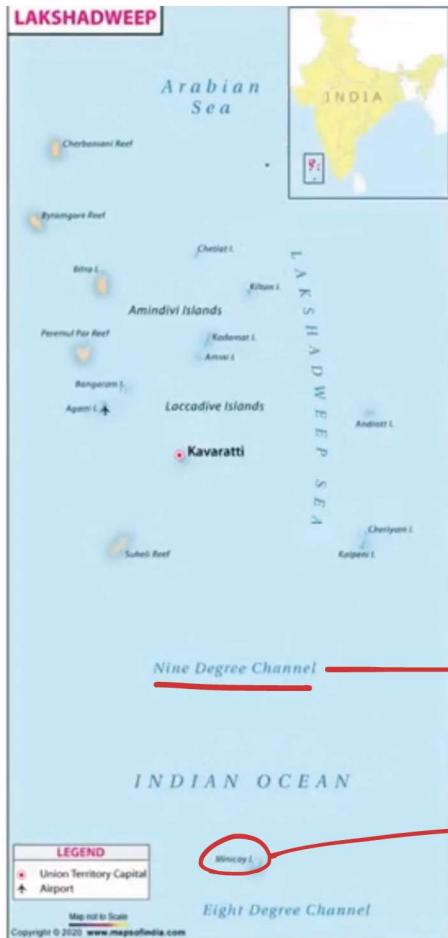 LAKSHADWEEP
Arabian
Sea
INDIA
Cherbaniani Reef
Byramgore Reef
Chetlat I.
Bitra I.
Kiltan I.
Amindivi Islands
Peremul Par Reef
Kadamat I.
Amini I.
LAKSHADWEEP SEA
Bangaram I.
Agatti I.
Laccadive Islands
Andrott I.
Kavaratti
Cheriyam I.
Suheli Reef
Kalpeni I.
Nine Degree Channel
INDIAN OCEAN
Minicoy I.
LEGEND
Union Territory Capital
Airport
Map not to Scale
Eight Degree Channel
Copyright © 2020 www.mapsofindia.com